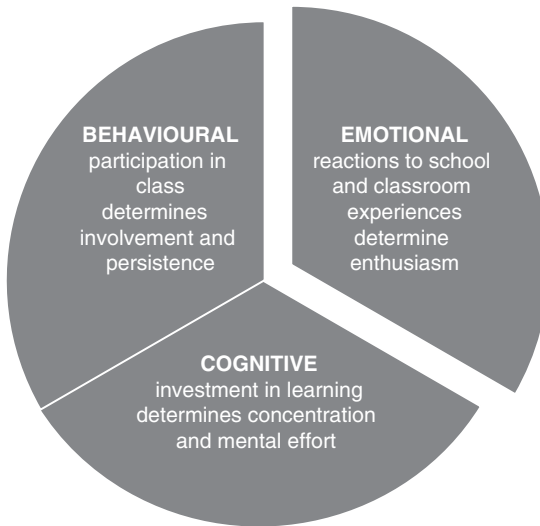 BEHAVIOURAL
participation in
class
determines
involvement and
persistence
EMOTIONAL
reactions to school
and classroom
experiences
determine
enthusiasm
COGNITIVE
investment in learning
determines concentration
and mental effort